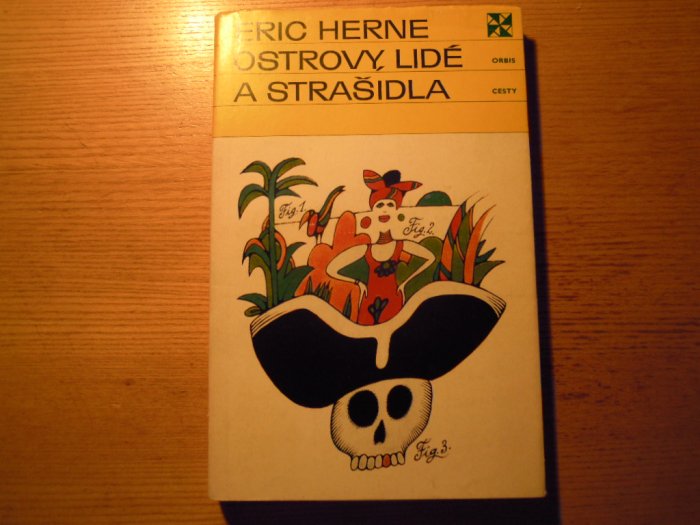 ERIC HERNE
OSTROVY, LIDÉ
A STRAŠIDLA
ORBIS
CESTY
Fig. 1.
Fig. 2.
Fig. 3.